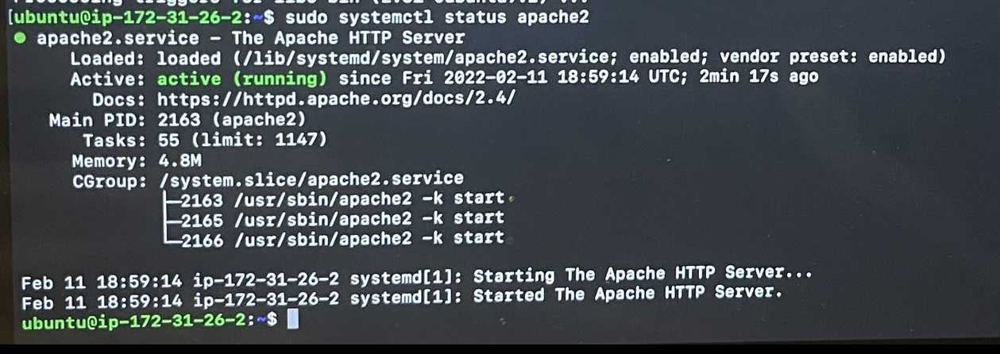 [ubuntu@ip-172-31-26-2:~$ sudo systemctl status apache2
● apache2.service - The Apache HTTP Server
Loaded: loaded (/lib/systemd/system/apache2.service; enabled; vendor preset: enabled)
Active: active (running) since Fri 2022-02-11 18:59:14 UTC; 2min 17s ago
Docs: https://httpd.apache.org/docs/2.4/
Main PID: 2163 (apache2)
Tasks: 55 (limit: 1147)
Memory: 4.8M
CGroup: /system.slice/apache2.service
├─2163 /usr/sbin/apache2 -k start
├─2165 /usr/sbin/apache2 -k start
└─2166 /usr/sbin/apache2 -k start
Feb 11 18:59:14 ip-172-31-26-2 systemd[1]: Starting The Apache HTTP Server...
Feb 11 18:59:14 ip-172-31-26-2 systemd[1]: Started The Apache HTTP Server.
ubuntu@ip-172-31-26-2:~$